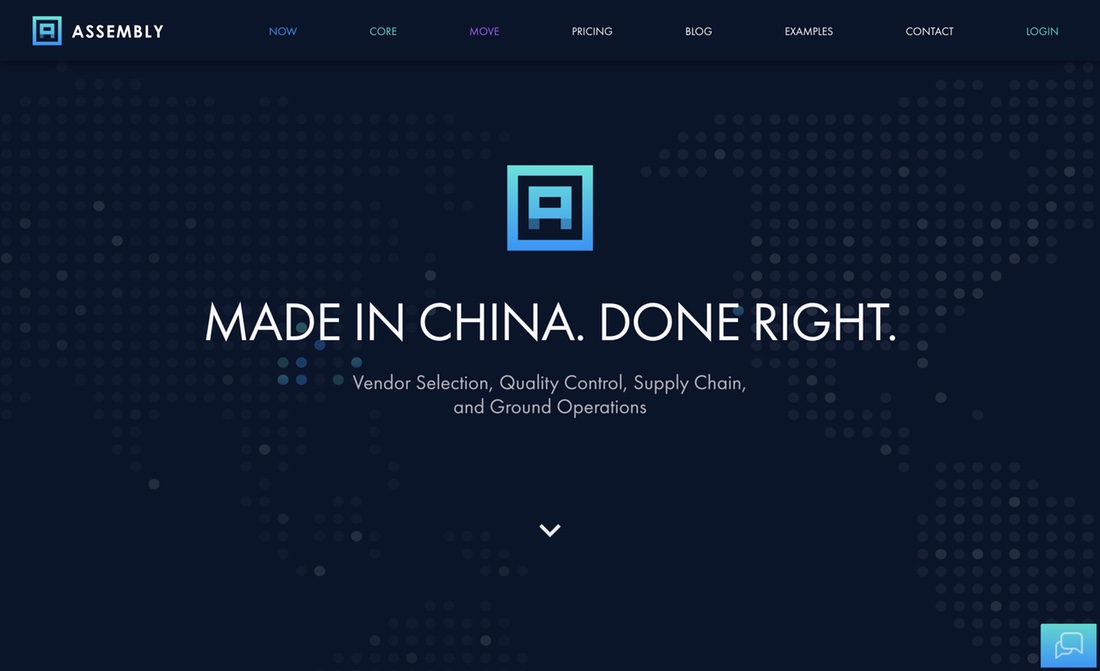 ASSEMBLY
NOW CORE MOVE PRICING BLOG EXAMPLES CONTACT LOGIN
MADE IN CHINA. DONE RIGHT.
Vendor Selection, Quality Control, Supply Chain,
and Ground Operations